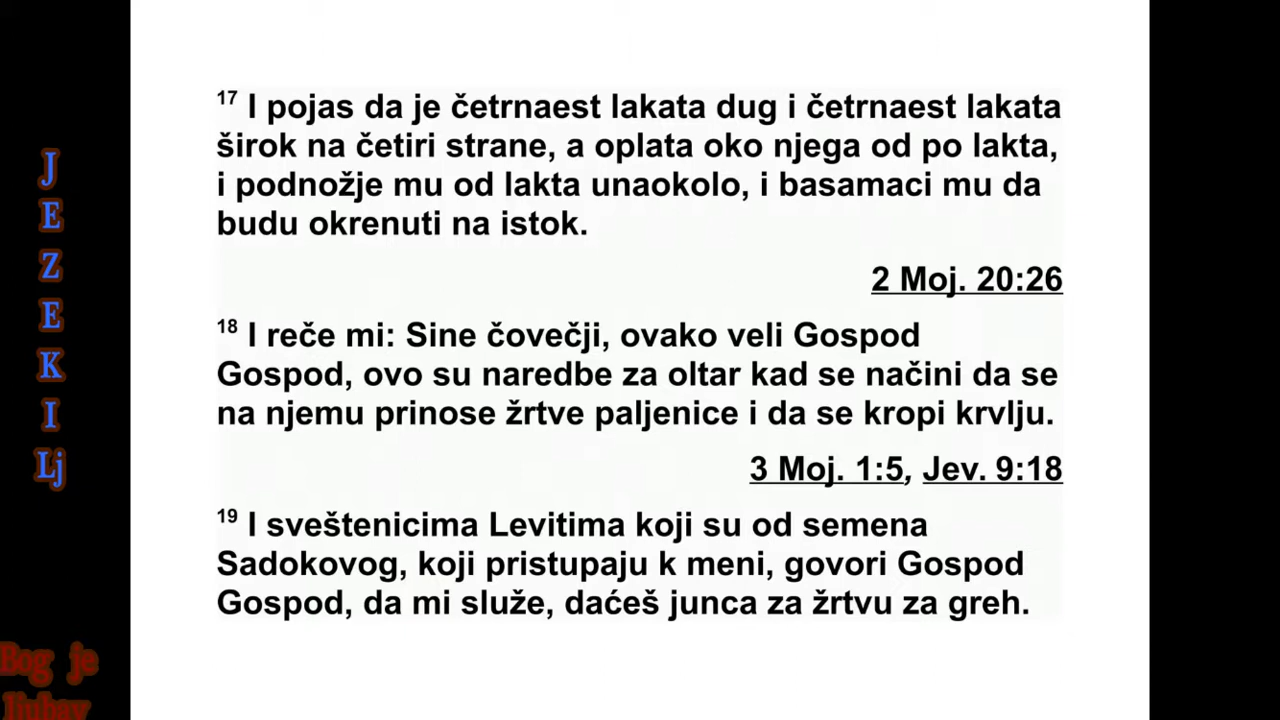 J
E
Z
E
K
I
Lj
Bog je
ljubav
17 I pojas da je četrnaest lakata dug i četrnaest lakata
širok na četiri strane, a oplata oko njega od po lakta,
i podnožje mu od lakta unaokolo, i basamaci mu da
budu okrenuti na istok.
2 Moj. 20:26
18 I reče mi: Sine čovečji, ovako veli Gospod
Gospod, ovo su naredbe za oltar kad se načini da se
na njemu prinose žrtve paljenice i da se kropi krvlju.
3 Moj. 1:5, Jev. 9:18
19 I sveštenicima Levitima koji su od semena
Sadokovog, koji pristupaju k meni, govori Gospod
Gospod, da mi služe, daćeš junca za žrtvu za greh.